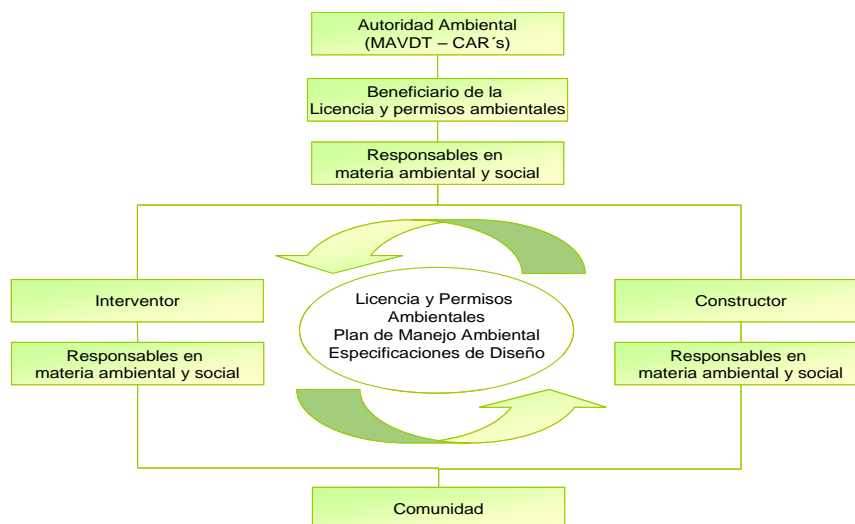 Autoridad Ambiental
(MAVDT – CAR´s)
Beneficiario de la
Licencia y permisos ambientales
Responsables en
materia ambiental y social
Interventor
Responsables en
materia ambiental y social
Licencia y Permisos
Ambientales
Plan de Manejo Ambiental
Especificaciones de Diseño
Constructor
Responsables en
materia ambiental y social
Comunidad